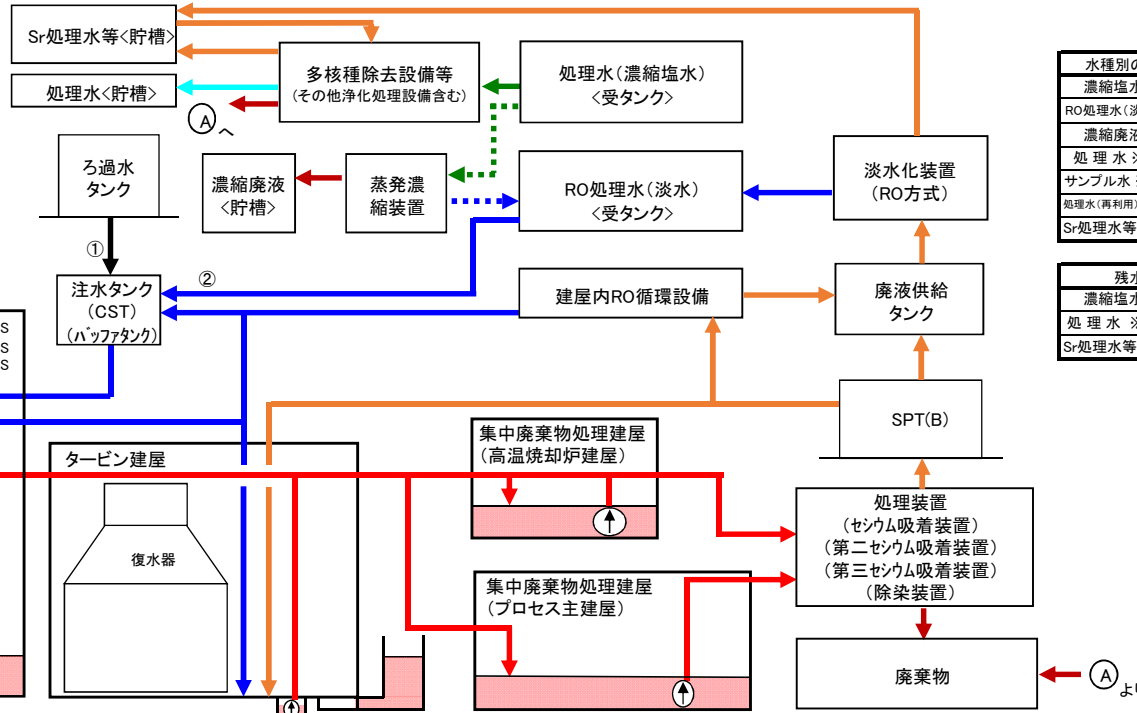 Sr処理水等<貯槽>
処理水<貯槽>
多核種除去設備等
(その他浄化処理設備含む)
処理水(濃縮塩水)
<受タンク>
A
へ
ろ過水
タンク
濃縮廃液
<貯槽>
蒸発濃
縮装置
RO処理水(淡水)
<受タンク>
淡水化装置
(RO方式)
①
②
注水タンク
(CST)
(バッファタンク)
建屋内RO循環設備
廃液供給
タンク
S
S
S
SPT(B)
タービン建屋
復水器
集中廃棄物処理建屋
(高温焼却炉建屋)
処理装置
(セシウム吸着装置)
(第二セシウム吸着装置)
(第三セシウム吸着装置)
(除染装置)
集中廃棄物処理建屋
(プロセス主建屋)
廃棄物
A
より
水種別の
濃縮塩水
RO処理水(淡
濃縮廃液
処 理 水 ※
サンプル水
処理水(再利用)
Sr処理水等
残水
濃縮塩水
処 理 水 ※
Sr処理水等